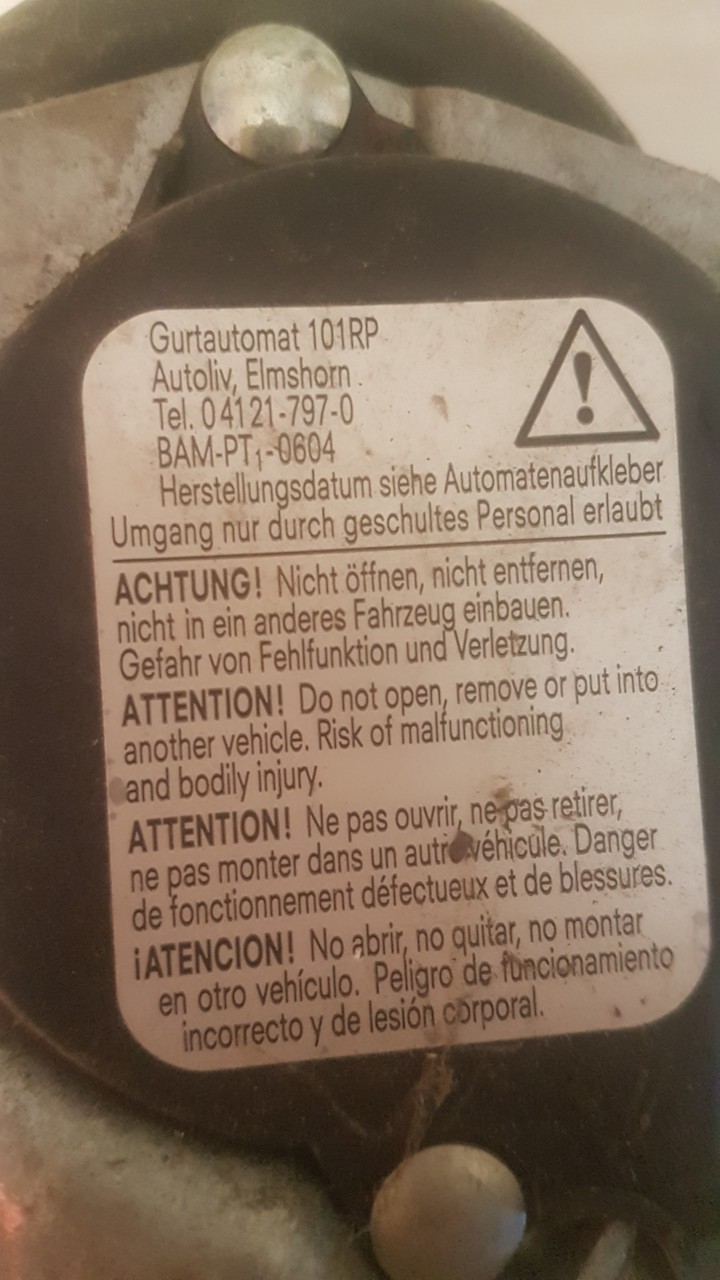 Gurtautomat 101RP
Autoliv, Elmshorn
Tel. 04121-797-0
BAM-PT₁-0604
Herstellungsdatum siehe Automatenaufkleber
Umgang nur durch geschultes Personal erlaubt
ACHTUNG! Nicht öffnen, nicht entfernen,
nicht in ein anderes Fahrzeug einbauen.
Gefahr von Fehlfunktion und Verletzung.
ATTENTION! Do not open, remove or put into
another vehicle. Risk of malfunctioning
and bodily injury.
ATTENTION! Ne pas ouvrir, ne pas retirer,
ne pas monter dans un autre véhicule. Danger
de fonctionnement défectueux et de blessures.
¡ATENCION! No abrir, no quitar, no montar
en otro vehículo. Peligro de funcionamiento
incorrecto y de lesión corporal.